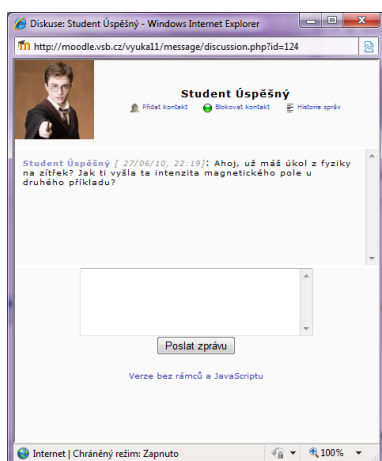 Diskuse: Student Úspěšný - Windows Internet Explorer
http://moodle.vsb.cz/vyuka11/message/discussion.php?id=124
Student Úspěšný
Přidat kontakt Blokovat kontakt Historie zpráv
Student Úspěšný [ 27/06/10, 22:19]: Ahoj, už máš úkol z fyziky
na zítřek? Jak ti vyšla ta intenzita magnetického pole u
druhého příkladu?
Poslat zprávu
Verze bez rámců a JavaScriptu
Internet | Chráněný režim: Zapnuto 100%